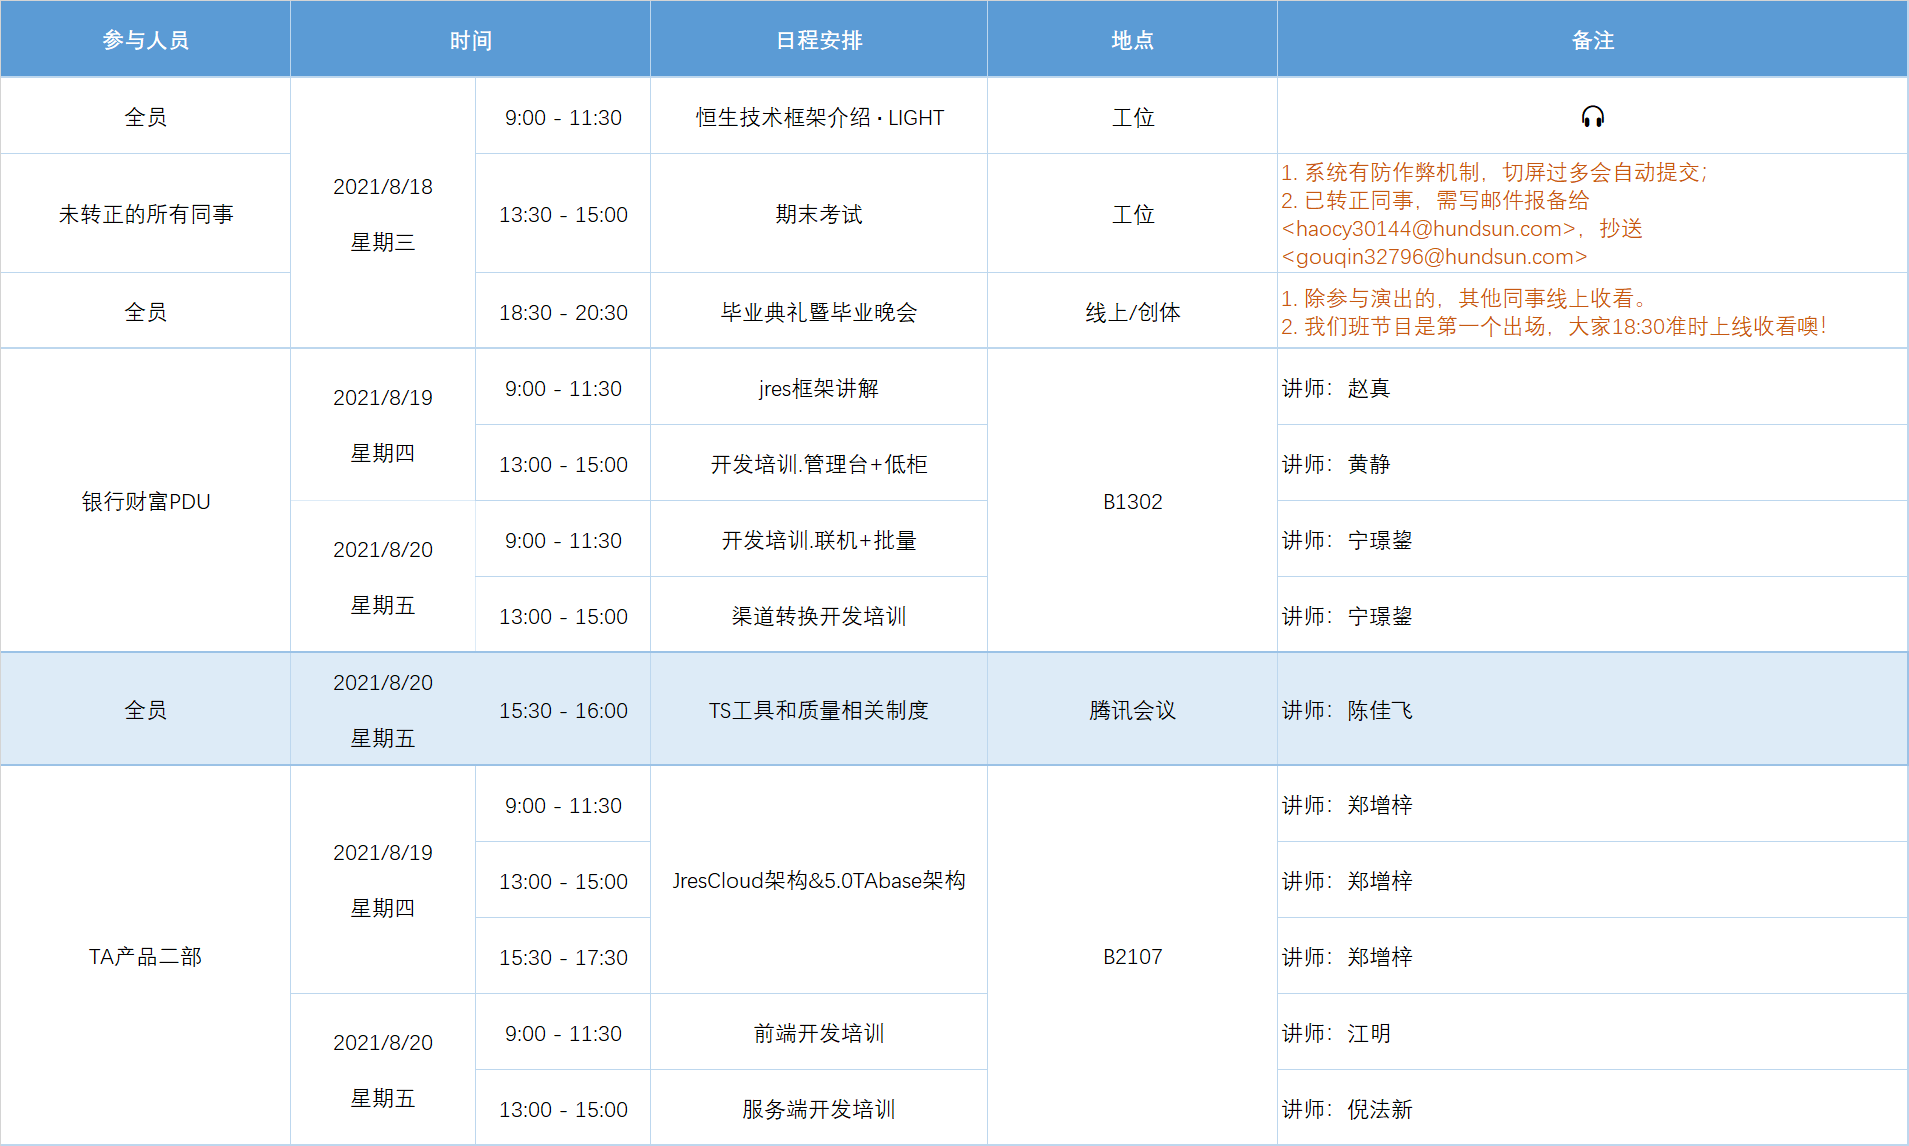 参与人员 时间 日程安排 地点 备注
全员
2021/8/18
星期三
9:00 - 11:30
恒生技术框架介绍·LIGHT
工位
未转正的所有同事
13:30 - 15:00
期末考试
工位
1. 系统有防作弊机制，切屏过多会自动提交；
2. 已转正同事，需写邮件报备给
<haocy30144@hundsun.com>，抄送
<gouqin32796@hundsun.com>
全员
18:30 - 20:30
毕业典礼暨毕业晚会
线上/创体
1. 除参与演出的，其他同事线上收看。
2. 我们班节目是第一个出场，大家18:30准时上线收看噢！
银行财富PDU
2021/8/19
星期四
9:00 - 11:30
jres框架讲解
B1302
讲师：赵真
13:00 - 15:00
开发培训.管理台+低柜
讲师：黄静
2021/8/20
星期五
9:00 - 11:30
开发培训.联机+批量
讲师：宁璟鋆
13:00 - 15:00
渠道转换开发培训
讲师：宁璟鋆
全员
2021/8/20
星期五
15:30 - 16:00
TS工具和质量相关制度
腾讯会议
讲师：陈佳飞
TA产品二部
2021/8/19
星期四
9:00 - 11:30
JresCloud架构&5.0TAbase架构
B2107
讲师：郑增梓
13:00 - 15:00
讲师：郑增梓
15:30 - 17:30
讲师：郑增梓
2021/8/20
星期五
9:00 - 11:30
前端开发培训
讲师：江明
13:00 - 15:00
服务端开发培训
讲师：倪法新